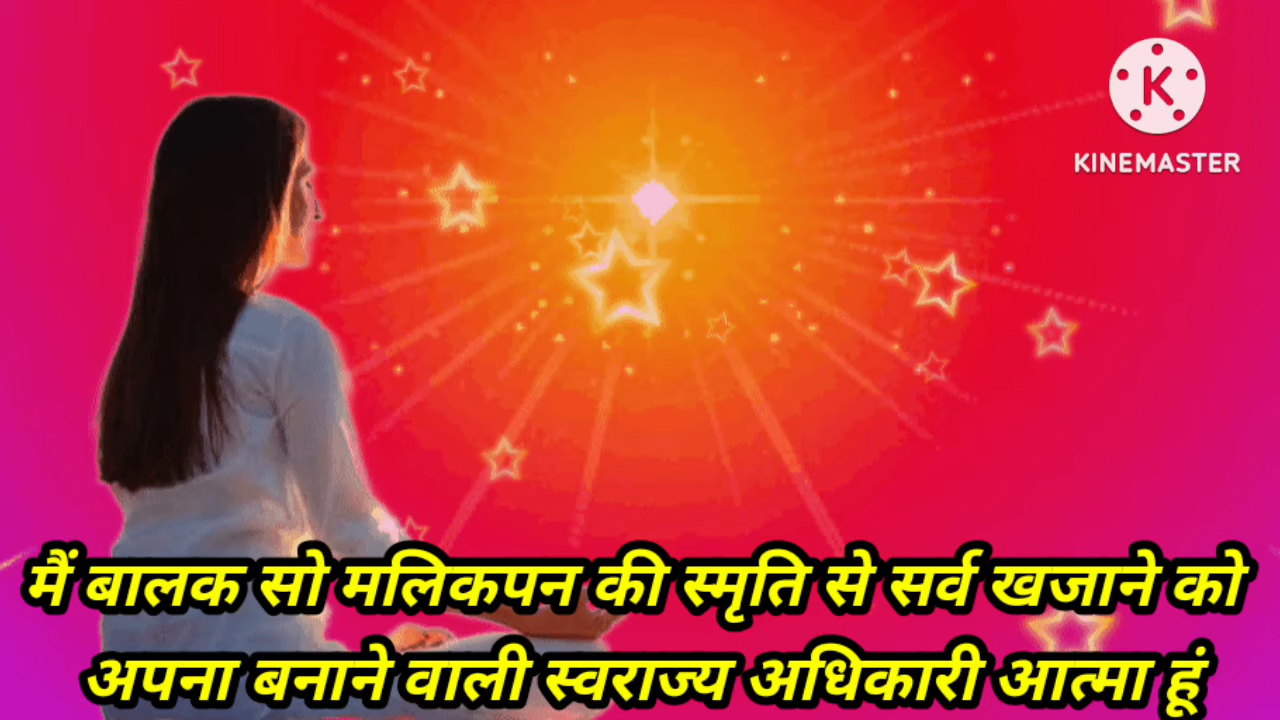 KINEMASTER
मैं बालक सो मलिकपन की स्मृति से सर्व खजाने को
अपना बनाने वाली स्वराज्य अधिकारी आत्मा हूं